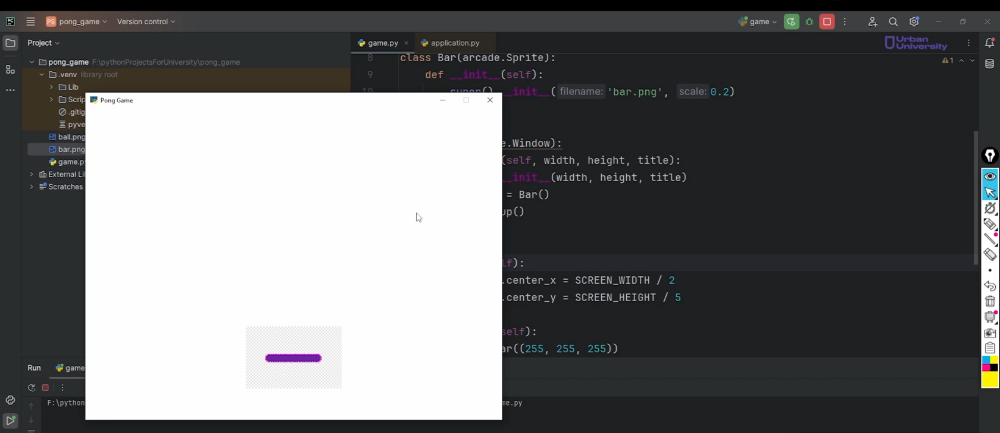 PC
PG pong_game
Version control
game
Project
game.py
application.py
Urban
University
pong_game F:\pythonProjectsForUniversity\pong_game
.venv library root
Lib
Scrip
.gitig
pyve
ball.png
bar.png
game.p
External Li
Scratches
8 class Bar(arcade.Sprite):
1
9 def __init__(self):
10 super().__init__( filename: 'bar.png', scale: 0.2)
Pong Game
e.Window):
(self, width, height, title):
__init__(width, height, title)
= Bar()
up()
lf):
.center_x = SCREEN_WIDTH / 2
.center_y = SCREEN_HEIGHT / 5
self):
ar((255, 255, 255))
Run game
F:\python
me.py